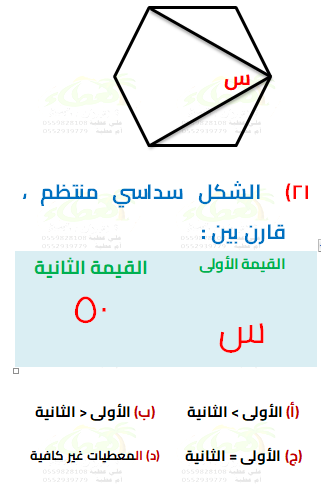 س
٢١) الشكل سداسي منتظم ،
قارن بين :
القيمة الأولى القيمة الثانية
س ٥٠
(أ) الأولى > الثانية (ب) الأولى < الثانية
(ج) الأولى = الثانية (د) المعطيات غير كافية